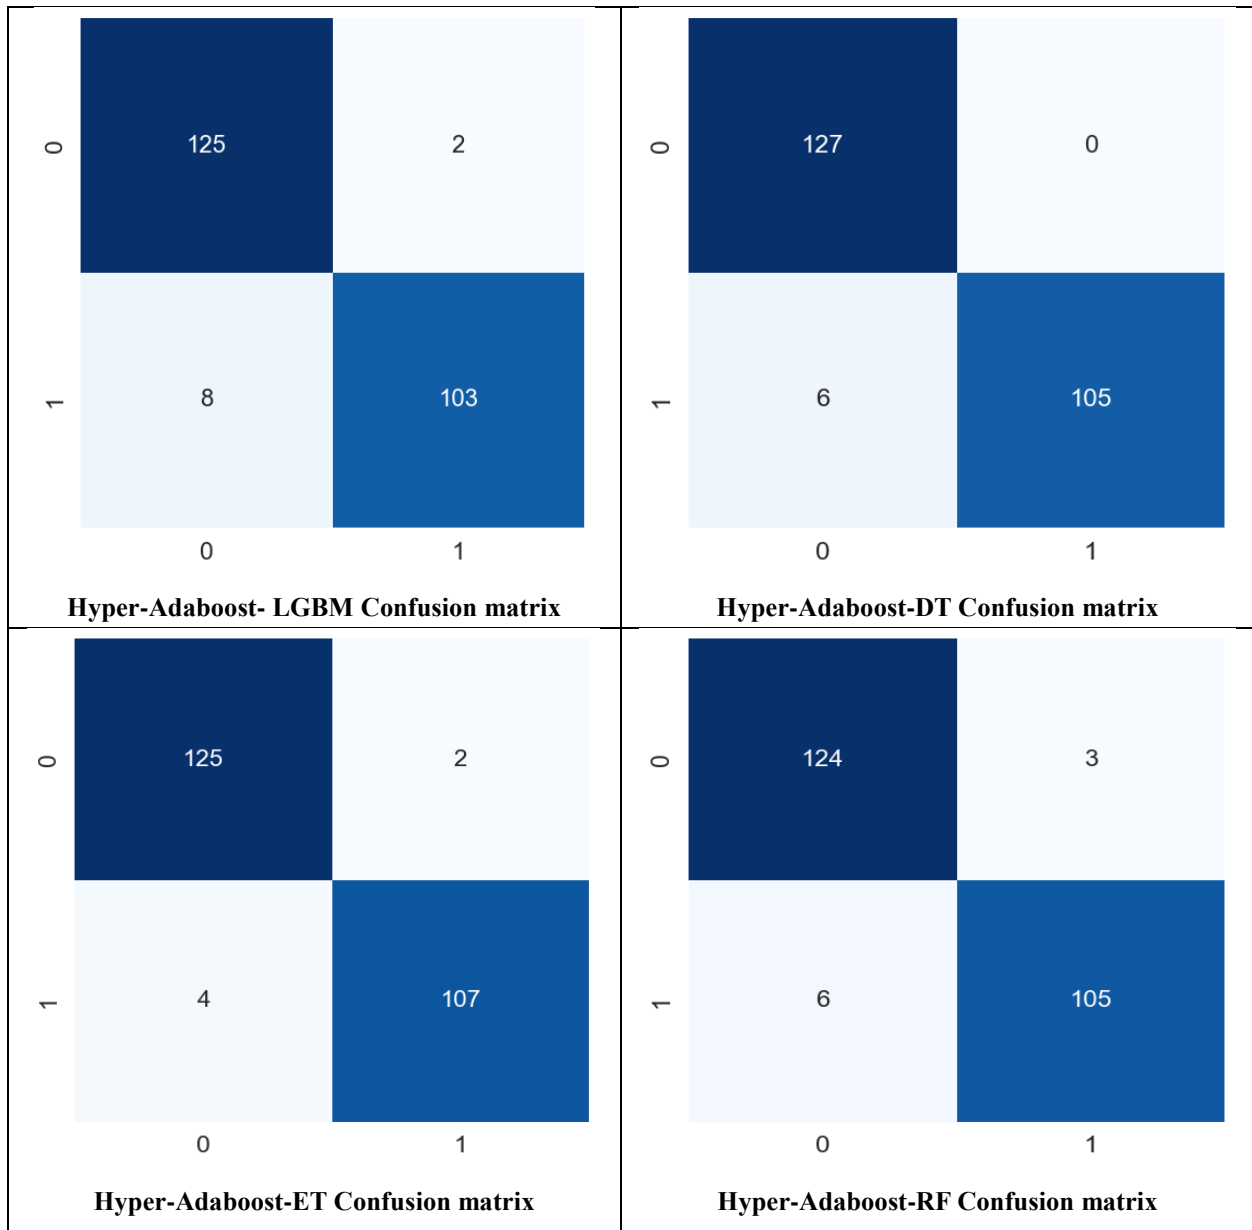 0 125 2
1 8 103
0 1
Hyper-Adaboost- LGBM Confusion matrix
0 127 0
1 6 105
0 1
Hyper-Adaboost-DT Confusion matrix
0 125 2
1 4 107
0 1
Hyper-Adaboost-ET Confusion matrix
0 124 3
1 6 105
0 1
Hyper-Adaboost-RF Confusion matrix